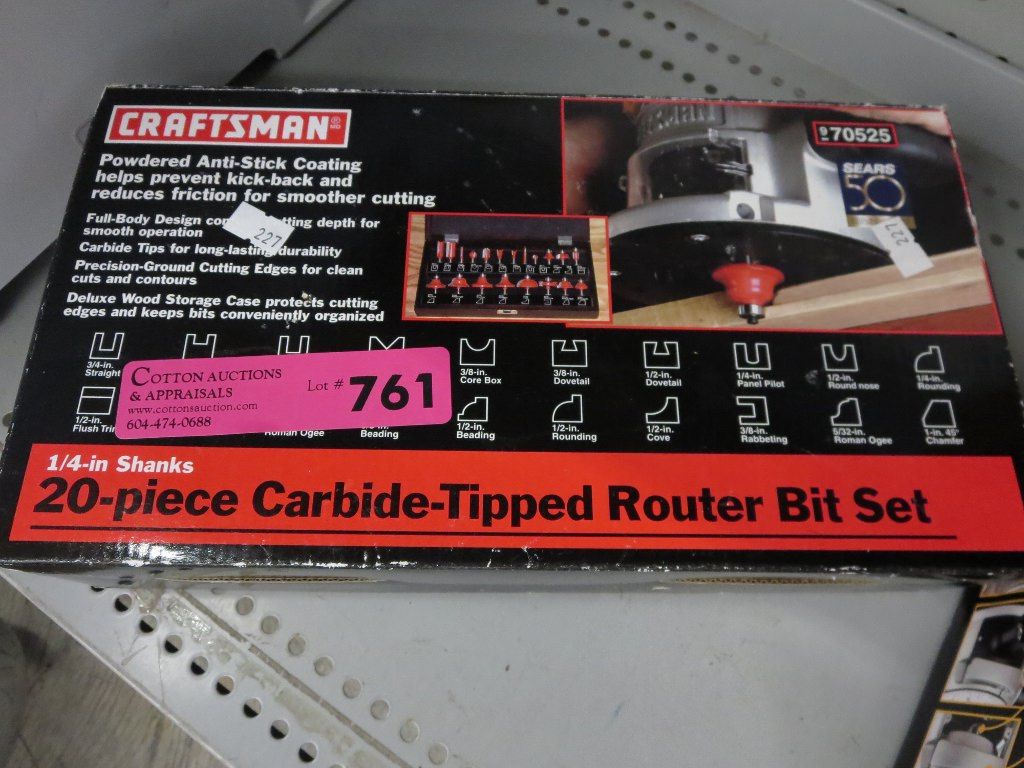 CRAFTSMAN® MD
Powdered Anti-Stick Coating
helps prevent kick-back and
reduces friction for smoother cutting
Full-Body Design tting depth for
smooth operation
Carbide Tips for long-lasting durability
Precision-Ground Cutting Edges for clean
cuts and contours
Deluxe Wood Storage Case protects cutting
edges and keeps bits conveniently organized
227
9 70525
SEARS
50
227
3/4-in.
Straight
3/8-in.
Core Box
3/8-in.
Dovetail
1/2-in.
Dovetail
1/4-in.
Panel Pilot
1/2-in.
Round nose
1/4-in.
Rounding
1/2-in.
Flush Trim
Roman Ogee
Beading
1/2-in.
Beading
1/2-in.
Rounding
1/2-in.
Cove
3/8-in.
Rabbeting
5/32-in.
Roman Ogee
1-in. 45°
Chamfer
COTTON AUCTIONS
& APPRAISALS
www.cottonsauction.com
604-474-0688
Lot # 761
1/4-in Shanks
20-piece Carbide-Tipped Router Bit Set